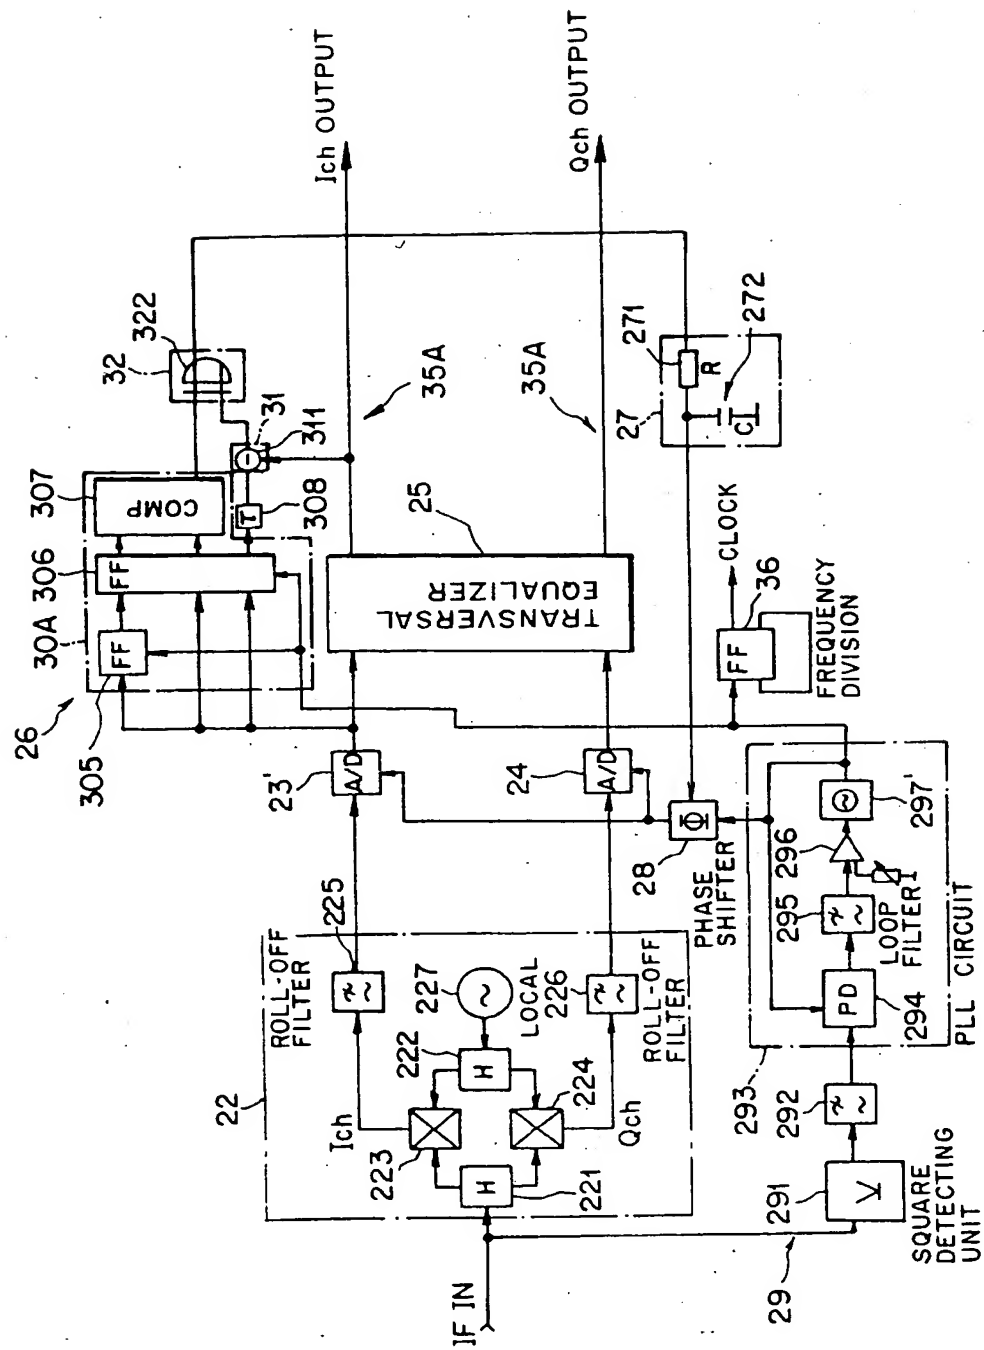 IF IN
22
ROLL-OFF
FILTER
225
Ich
223
H
222
227
LOCAL
H
221
224
226
Qch
ROLL-OFF
FILTER
29
291
SQUARE
DETECTING
UNIT
292
293
PD
294
295
LOOP
FILTER
296
297'
PLL CIRCUIT
28
Φ
PHASE
SHIFTER
23'
A/D
24
A/D
26
305
FF
30A
306
FF
307
COMP
T
308
31
311
32
322
25
TRANSVERSAL
EQUALIZER
35A
35A
Ich OUTPUT
Qch OUTPUT
27
271
R
C
272
FF
36
CLOCK
FREQUENCY
DIVISION